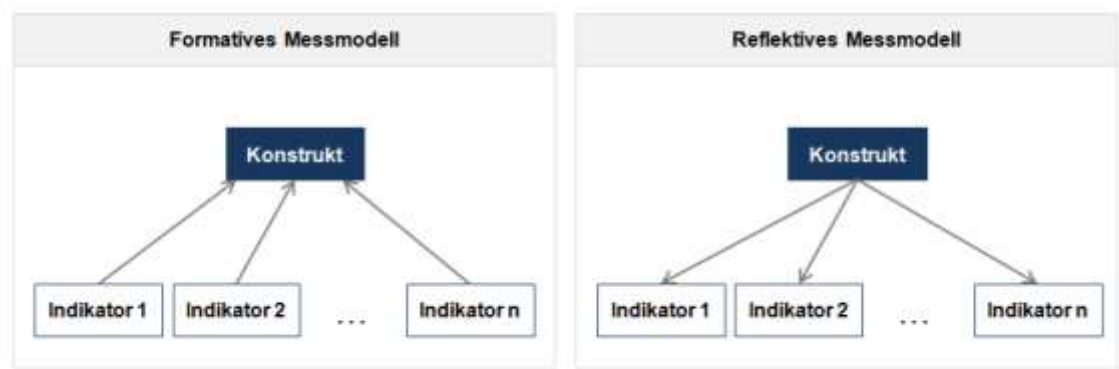 Formatives Messmodell
Konstrukt
Indikator 1
Indikator 2
...
Indikator n
Reflektives Messmodell
Konstrukt
Indikator 1
Indikator 2
...
Indikator n